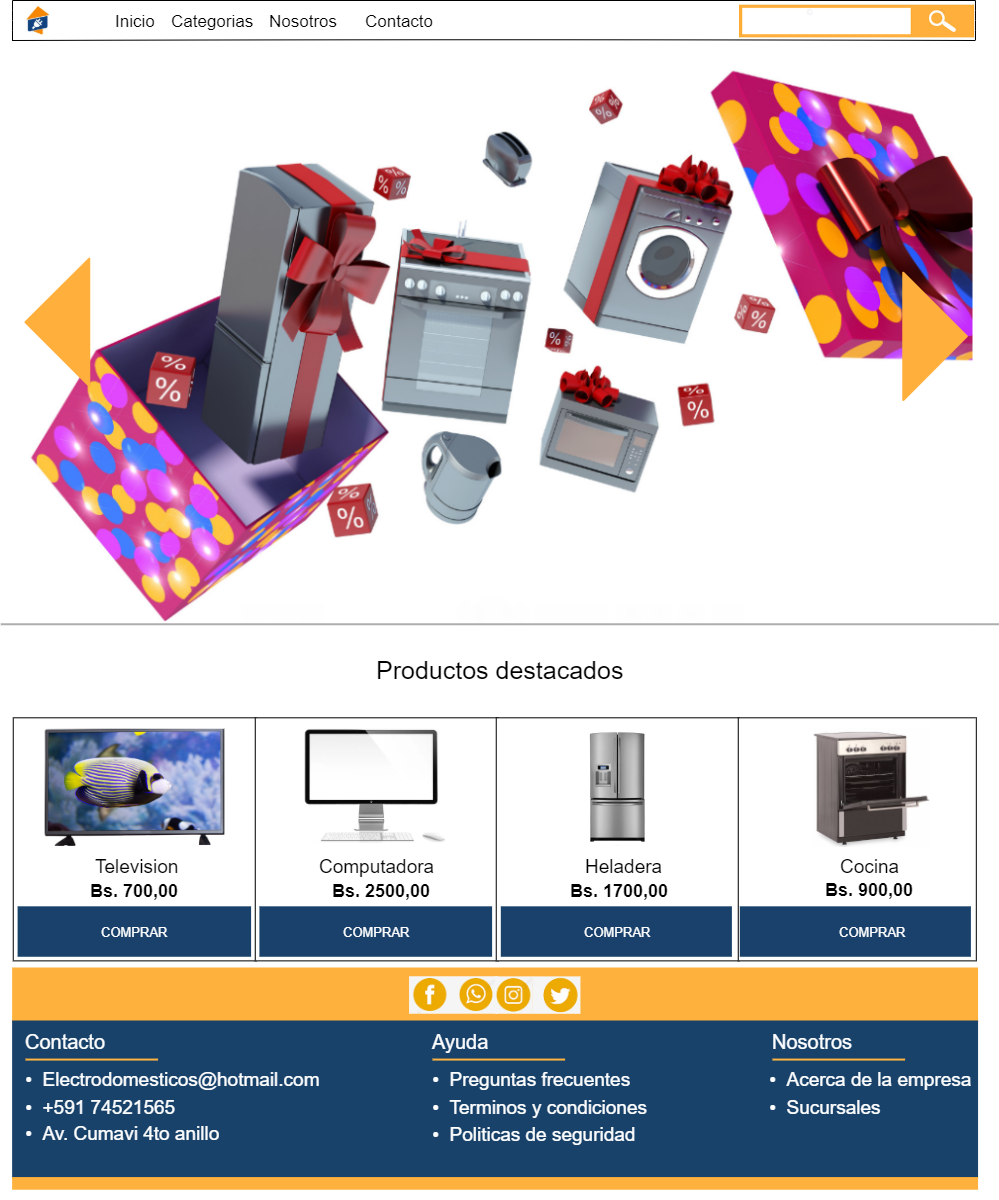 Inicio Categorias Nosotros Contacto
% %
% %
% %
% %
%
%
% %
%
%
%
%
Productos destacados
Television Computadora Heladera Cocina
Bs. 700,00 Bs. 2500,00 Bs. 1700,00 Bs. 900,00
COMPRAR COMPRAR COMPRAR COMPRAR
Contacto Ayuda Nosotros
• Electrodomesticos@hotmail.com • Preguntas frecuentes • Acerca de la empresa
• +591 74521565 • Terminos y condiciones • Sucursales
• Av. Cumavi 4to anillo • Politicas de seguridad